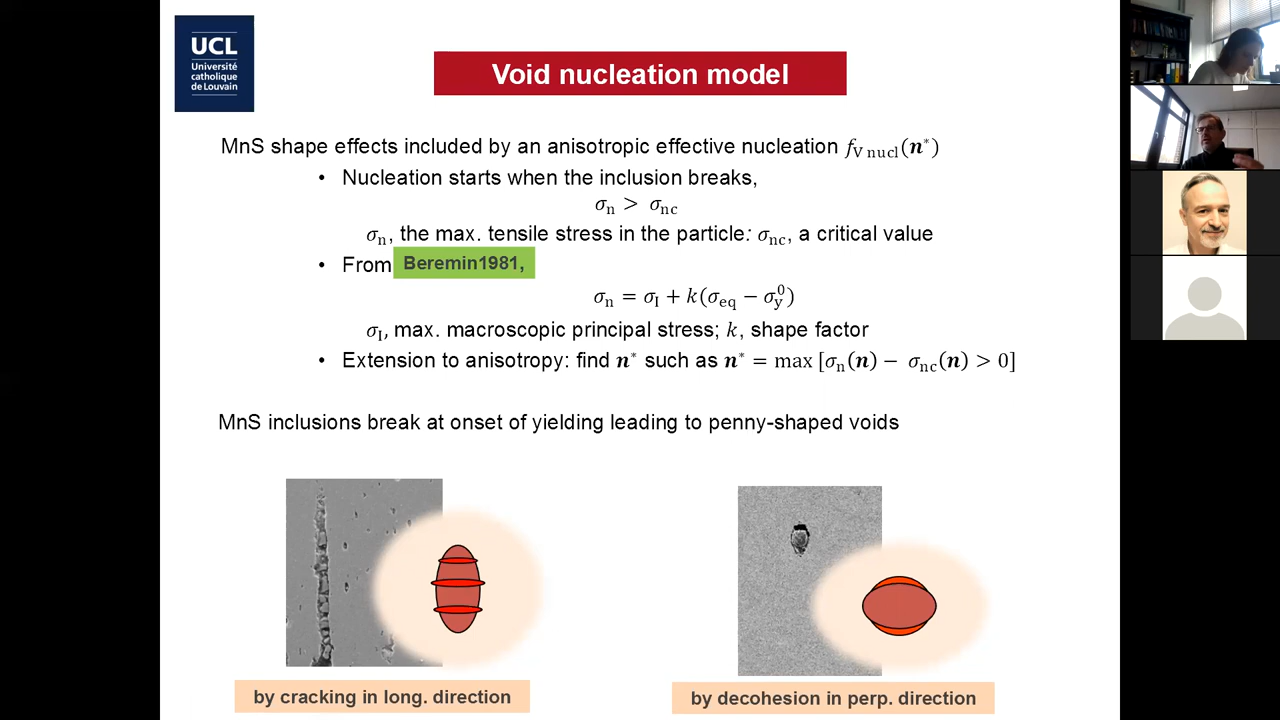 UCL
Université
catholique
de Louvain
Void nucleation model
MnS shape effects included by an anisotropic effective nucleation f_V nucl(n*)
• Nucleation starts when the inclusion breaks,
σ_n > σ_nc
σ_n, the max. tensile stress in the particle: σ_nc, a critical value
• From Beremin1981,
σ_n = σ_I + k(σ_eq − σ_y^0)
σ_I, max. macroscopic principal stress; k, shape factor
• Extension to anisotropy: find n* such as n* = max [σ_n(n) − σ_nc(n) > 0]
MnS inclusions break at onset of yielding leading to penny-shaped voids
by cracking in long. direction
by decohesion in perp. direction